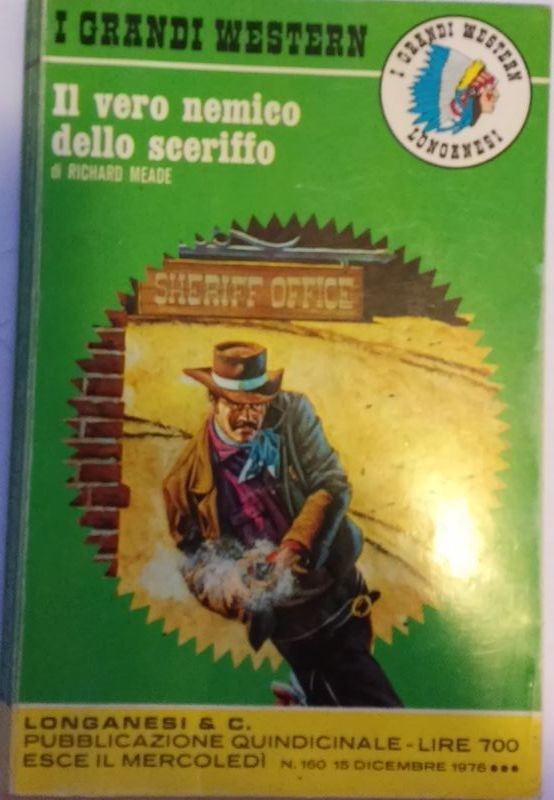 I GRANDI WESTERN
I GRANDI WESTERN
LONGANESI
Il vero nemico
dello sceriffo
di RICHARD MEADE
SHERIFF OFFICE
LONGANESI & C.
PUBBLICAZIONE QUINDICINALE - LIRE 700
ESCE IL MERCOLEDÌ N. 160 15 DICEMBRE 1976 •••